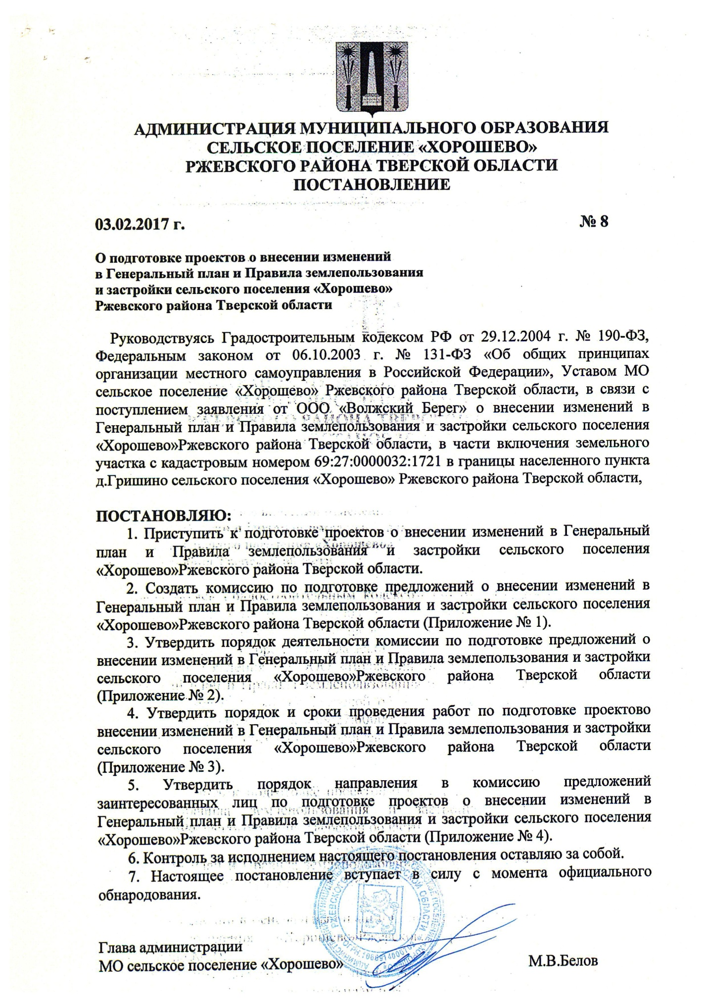 АДМИНИСТРАЦИЯ МУНИЦИПАЛЬНОГО ОБРАЗОВАНИЯ
СЕЛЬСКОЕ ПОСЕЛЕНИЕ «ХОРОШЕВО»
РЖЕВСКОГО РАЙОНА ТВЕРСКОЙ ОБЛАСТИ
ПОСТАНОВЛЕНИЕ
03.02.2017 г. № 8
О подготовке проектов о внесении изменений
в Генеральный план и Правила землепользования
и застройки сельского поселения «Хорошево»
Ржевского района Тверской области
Руководствуясь Градостроительным кодексом РФ от 29.12.2004 г. № 190-ФЗ,
Федеральным законом от 06.10.2003 г. № 131-ФЗ «Об общих принципах
организации местного самоуправления в Российской Федерации», Уставом МО
сельское поселение «Хорошево» Ржевского района Тверской области, в связи с
поступлением заявления от ООО «Волжский Берег» о внесении изменений в
Генеральный план и Правила землепользования и застройки сельского поселения
«Хорошево»Ржевского района Тверской области, в части включения земельного
участка с кадастровым номером 69:27:0000032:1721 в границы населенного пункта
д.Гришино сельского поселения «Хорошево» Ржевского района Тверской области,
ПОСТАНОВЛЯЮ:
1. Приступить к подготовке проектов о внесении изменений в Генеральный
план и Правила землепользования и застройки сельского поселения
«Хорошево»Ржевского района Тверской области.
2. Создать комиссию по подготовке предложений о внесении изменений в
Генеральный план и Правила землепользования и застройки сельского поселения
«Хорошево»Ржевского района Тверской области (Приложение № 1).
3. Утвердить порядок деятельности комиссии по подготовке предложений о
внесении изменений в Генеральный план и Правила землепользования и застройки
сельского поселения «Хорошево»Ржевского района Тверской области
(Приложение № 2).
4. Утвердить порядок и сроки проведения работ по подготовке проектово
внесении изменений в Генеральный план и Правила землепользования и застройки
сельского поселения «Хорошево»Ржевского района Тверской области
(Приложение № 3).
5. Утвердить порядок направления в комиссию предложений
заинтересованных лиц по подготовке проектов о внесении изменений в
Генеральный план и Правила землепользования и застройки сельского поселения
«Хорошево»Ржевского района Тверской области (Приложение № 4).
6. Контроль за исполнением настоящего постановления оставляю за собой.
7. Настоящее постановление вступает в силу с момента официального
обнародования.
РЖЕВСКОГО РАЙОНА ТВЕРСКОЙ ОБЛАСТИ
Глава администрации
МО сельское поселение «Хорошево» М.В.Белов